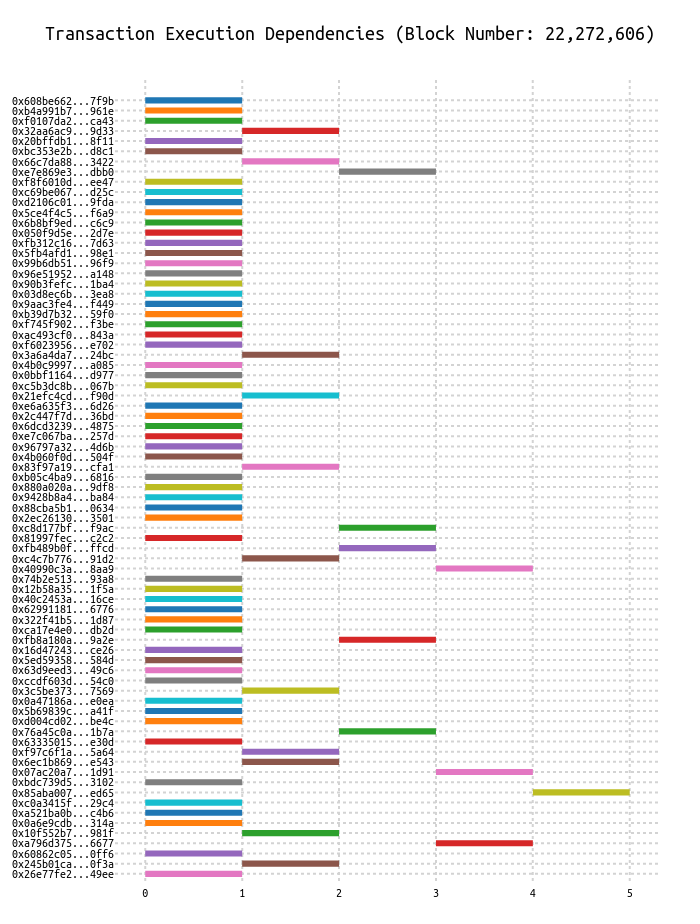 Transaction Execution Dependencies (Block Number: 22,272,606)
0x608be662...7f9b
0xb4a991b7...961e
0xf0107da2...ca43
0x32aa6ac9...9d33
0x20bffdb1...8f11
0xbc353e2b...d8c1
0x66c7da88...3422
0xe7e869e3...dbb0
0xf8f6010d...ee47
0xc69be067...d25c
0xd2106c01...9fda
0x5ce4f4c5...f6a9
0x6b8bf9ed...c6c9
0x050f9d5e...2d7e
0xfb312c16...7d63
0x5fb4afd1...98e1
0x99b6db51...96f9
0x96e51952...a148
0x90b3fefc...1ba4
0x03d8ec6b...3ea8
0x9aac3fe4...f449
0xb39d7b32...59f0
0xf745f902...f3be
0xac493cf0...843a
0xf6023956...e702
0x3a6a4da7...24bc
0x4b0c9997...a085
0x0bbf1164...d977
0xc5b3dc8b...067b
0x21efc4cd...f90d
0xe6a635f3...6d26
0x2c447f7d...36bd
0x6dcd3239...4875
0xe7c067ba...257d
0x96797a32...4d6b
0x4b060f0d...504f
0x83f97a19...cfa1
0xb05c4ba9...6816
0x880a020a...9df8
0x9428b8a4...ba84
0x88cba5b1...0634
0x2ec26130...3501
0xc8d177bf...f9ac
0x81997fec...c2c2
0xfb489b0f...ffcd
0xc4c7b776...91d2
0x40990c3a...8aa9
0x74b2e513...93a8
0x12b58a35...1f5a
0x40c2453a...16ce
0x62991181...6776
0x322f41b5...1d87
0xca17e4e0...db2d
0xfb8a180a...9a2e
0x16d47243...ce26
0x5ed59358...584d
0x63d9eed3...49c6
0xccdf603d...54c0
0x3c5be373...7569
0x0a47186a...e0ea
0x5b69839c...a41f
0xd004cd02...be4c
0x76a45c0a...1b7a
0x63335015...e30d
0xf97c6f1a...5a64
0x6ec1b869...e543
0x07ac20a7...1d91
0xbdc739d5...3102
0x85aba007...ed65
0xc0a3415f...29c4
0xa521ba0b...c4b6
0x0a6e9cdb...314a
0x10f552b7...981f
0xa796d375...6677
0x60862c05...0ff6
0x245b01ca...0f3a
0x26e77fe2...49ee
0 1 2 3 4 5